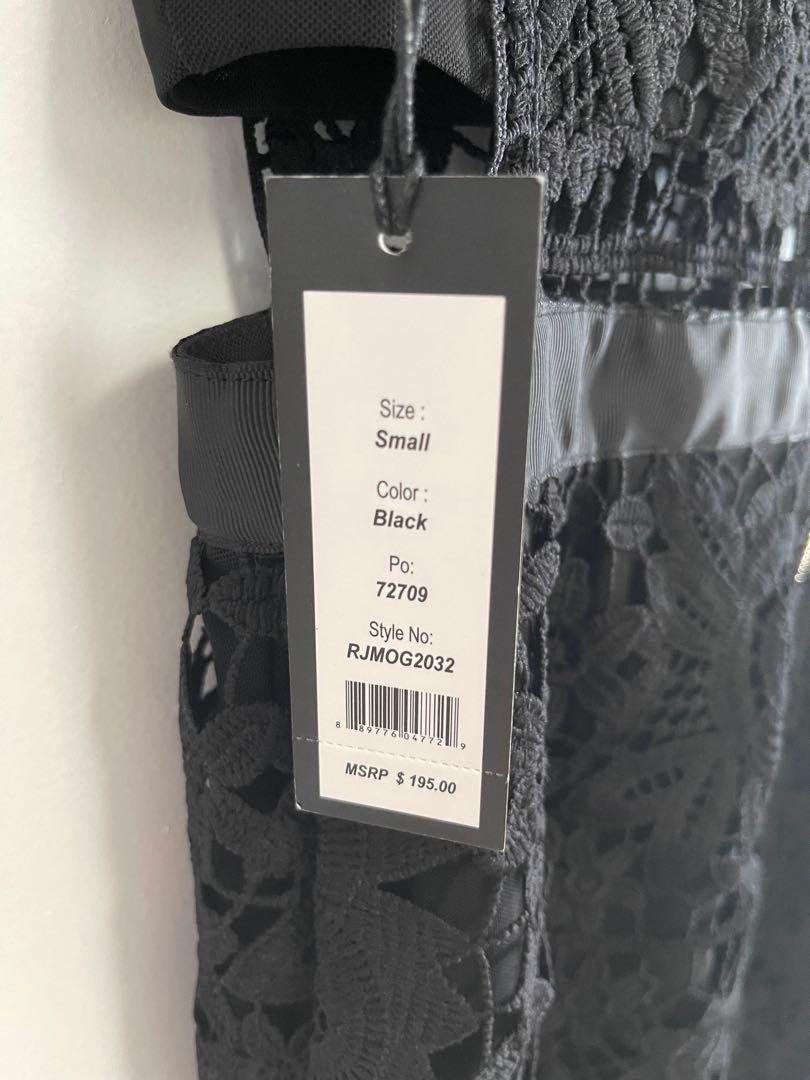 Size :
Small
Color :
Black
Po:
72709
Style No:
RJMOG2032
8 89776 04772 9
MSRP $ 195.00